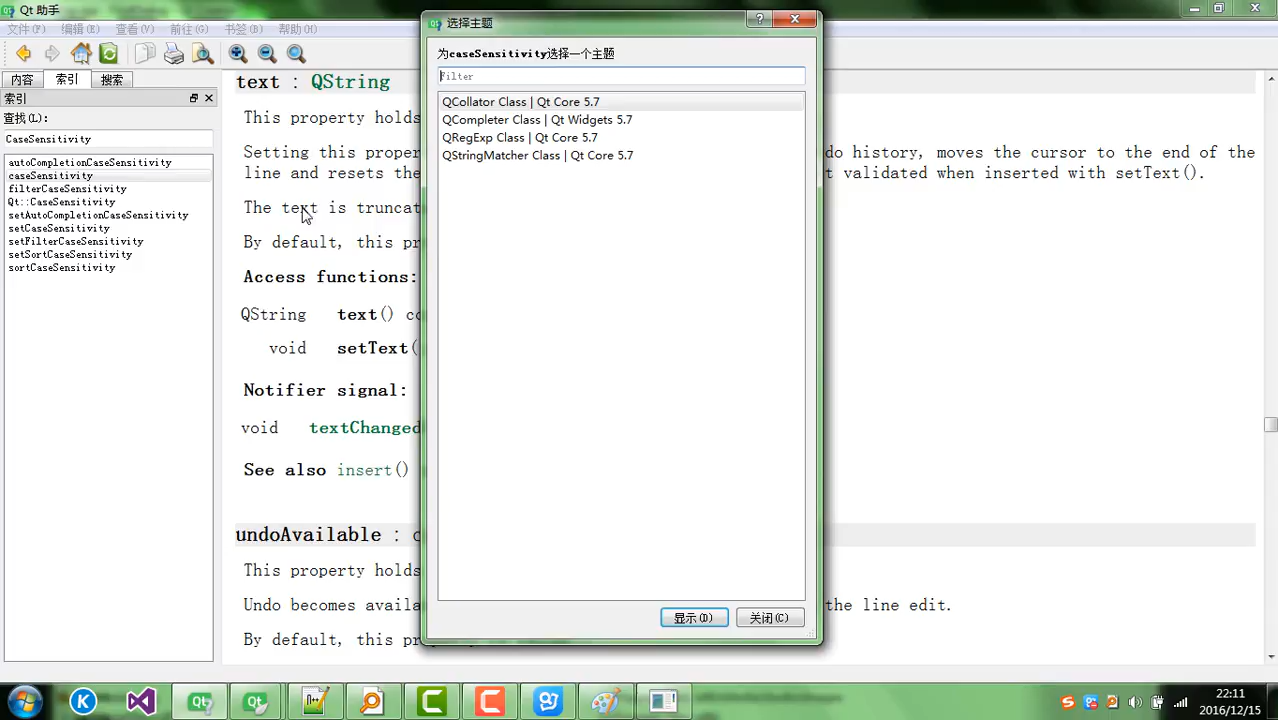 Qt 助手
文件(F) 编辑(E) 查看(V) 前往(G) 书签(B) 帮助(H)
内容 索引 搜索
索引
查找(L):
CaseSensitivity
autoCompletionCaseSensitivity
caseSensitivity
filterCaseSensitivity
Qt::CaseSensitivity
setAutoCompletionCaseSensitivity
setCaseSensitivity
setFilterCaseSensitivity
setSortCaseSensitivity
sortCaseSensitivity
text : QString
This property holds
Setting this proper do history, moves the cursor to the end of the
line and resets the t validated when inserted with setText().
The text is truncat
By default, this pr
Access functions:
QString text() co
void setText(
Notifier signal:
void textChanged
See also insert()
undoAvailable :
This property holds
Undo becomes availa the line edit.
By default, this
选择主题
为caseSensitivity选择一个主题
Filter
QCollator Class | Qt Core 5.7
QCompleter Class | Qt Widgets 5.7
QRegExp Class | Qt Core 5.7
QStringMatcher Class | Qt Core 5.7
显示(D) 关闭(C)
22:11
2016/12/15